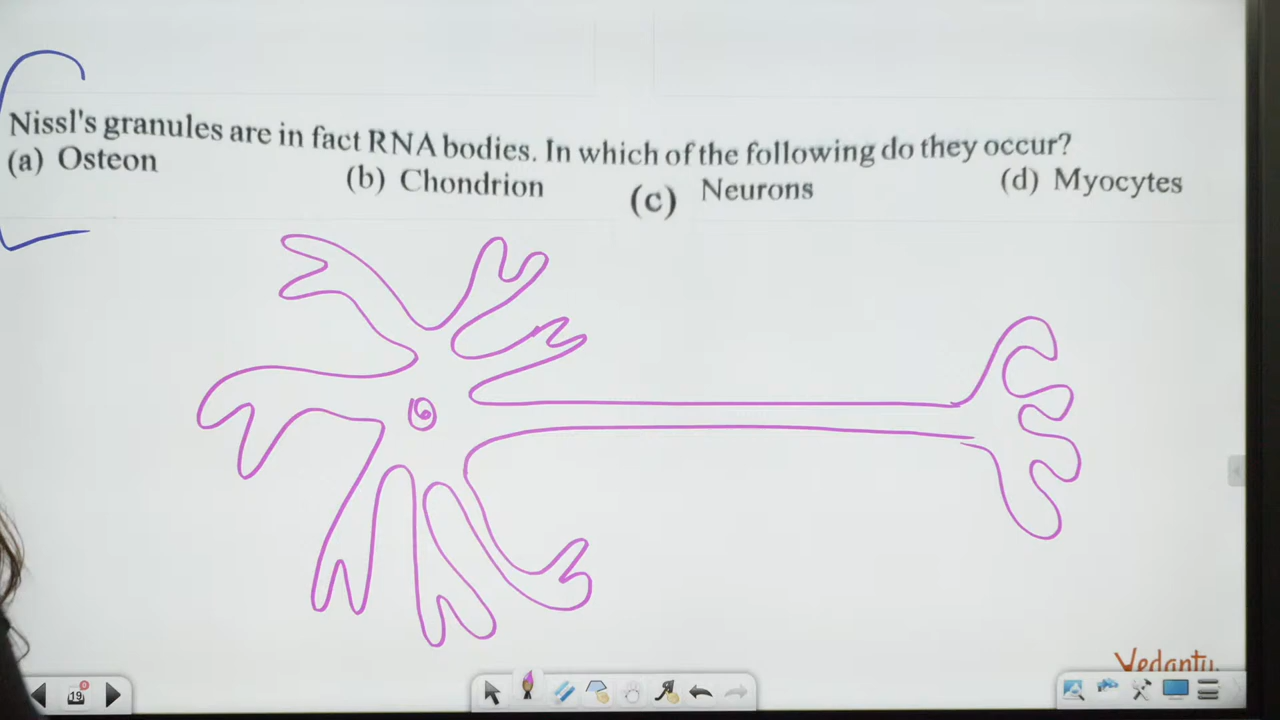 Nissl's granules are in fact RNA bodies. In which of the following do they occur?
(a) Osteon (b) Chondrion (c) Neurons (d) Myocytes
Vedantu
19